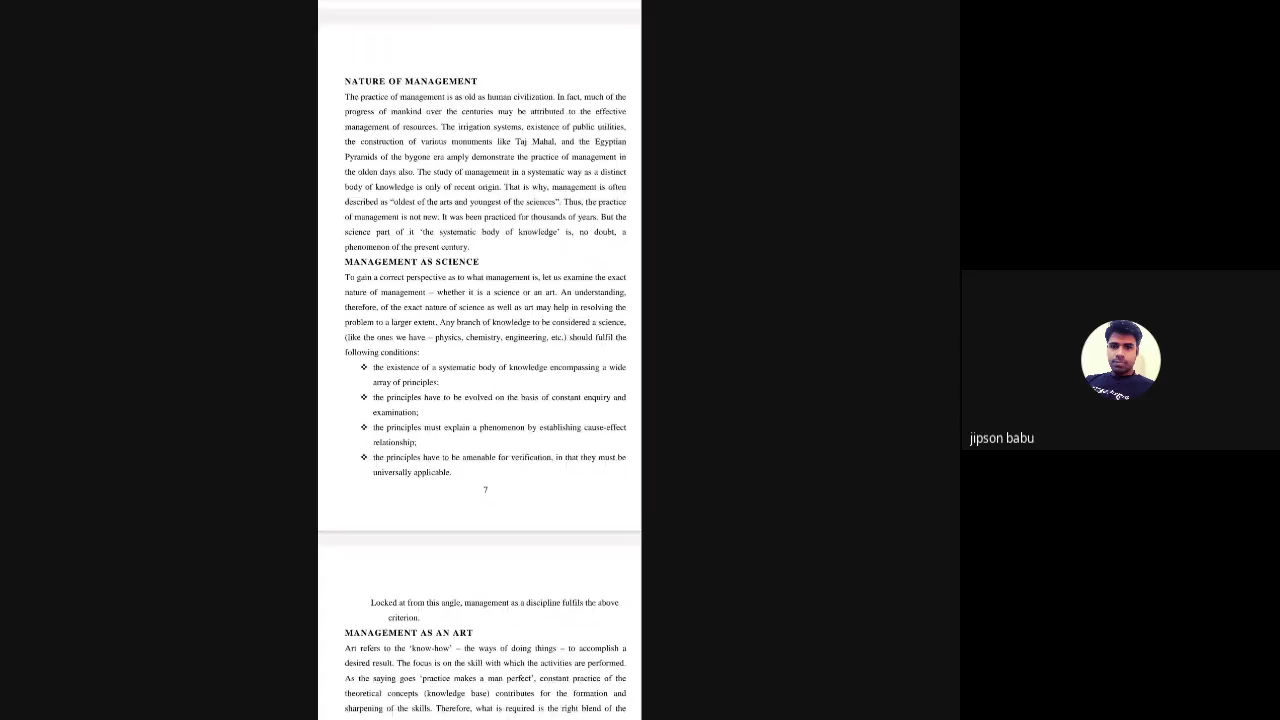 NATURE OF MANAGEMENT
The practice of management is as old as human civilization. In fact, much of the
progress of mankind over the centuries may be attributed to the effective
management of resources. The irrigation systems, existence of public utilities,
the construction of various monuments like Taj Mahal, and the Egyptian
Pyramids of the bygone era amply demonstrate the practice of management in
the olden days also. The study of management in a systematic way as a distinct
body of knowledge is only of recent origin. That is why, management is often
described as “oldest of the arts and youngest of the sciences”. Thus, the practice
of management is not new. It was been practiced for thousands of years. But the
science part of it ‘the systematic body of knowledge’ is, no doubt, a
phenomenon of the present century.
MANAGEMENT AS SCIENCE
To gain a correct perspective as to what management is, let us examine the exact
nature of management – whether it is a science or an art. An understanding,
therefore, of the exact nature of science as well as art may help in resolving the
problem to a larger extent. Any branch of knowledge to be considered a science,
(like the ones we have – physics, chemistry, engineering, etc.) should fulfil the
following conditions:
❖ the existence of a systematic body of knowledge encompassing a wide
array of principles;
❖ the principles have to be evolved on the basis of constant enquiry and
examination;
❖ the principles must explain a phenomenon by establishing cause-effect
relationship;
❖ the principles have to be amenable for verification, in that they must be
universally applicable.
7
Locked at from this angle, management as a discipline fulfils the above
criterion.
MANAGEMENT AS AN ART
Art refers to the ‘know-how’ – the ways of doing things – to accomplish a
desired result. The focus is on the skill with which the activities are performed.
As the saying goes ‘practice makes a man perfect’, constant practice of the
theoretical concepts (knowledge base) contributes for the formation and
sharpening of the skills. Therefore, what is required is the right blend of the
jipson babu